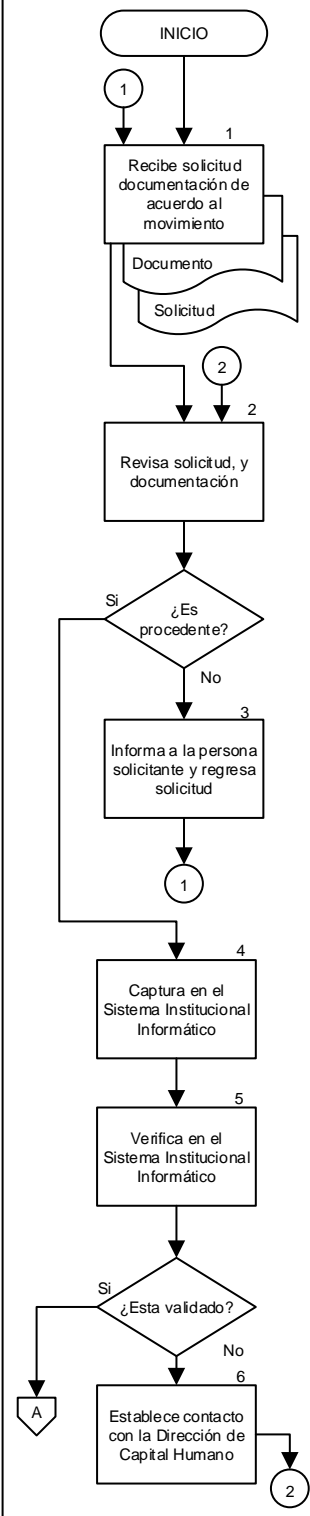 INICIO
1
1
Recibe solicitud
documentación de
acuerdo al
movimiento
Documento
Solicitud
2
2
Revisa solicitud, y
documentación
Si
¿Es
procedente?
No
3
Informa a la persona
solicitante y regresa
solicitud
1
4
Captura en el
Sistema Institucional
Informático
5
Verifica en el
Sistema Institucional
Informático
Si
¿Esta validado?
No
A
6
Establece contacto
con la Dirección de
Capital Humano
2